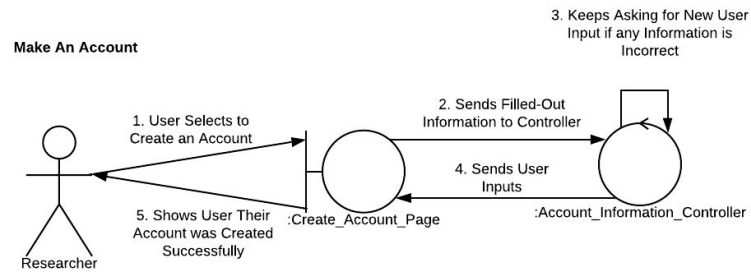 Make An Account
3. Keeps Asking for New User
Input if any Information is
Incorrect
1. User Selects to
Create an Account
2. Sends Filled-Out
Information to Controller
4. Sends User
Inputs
5. Shows User Their
Account was Created
Successfully
:Create_Account_Page
:Account_Information_Controller
Researcher